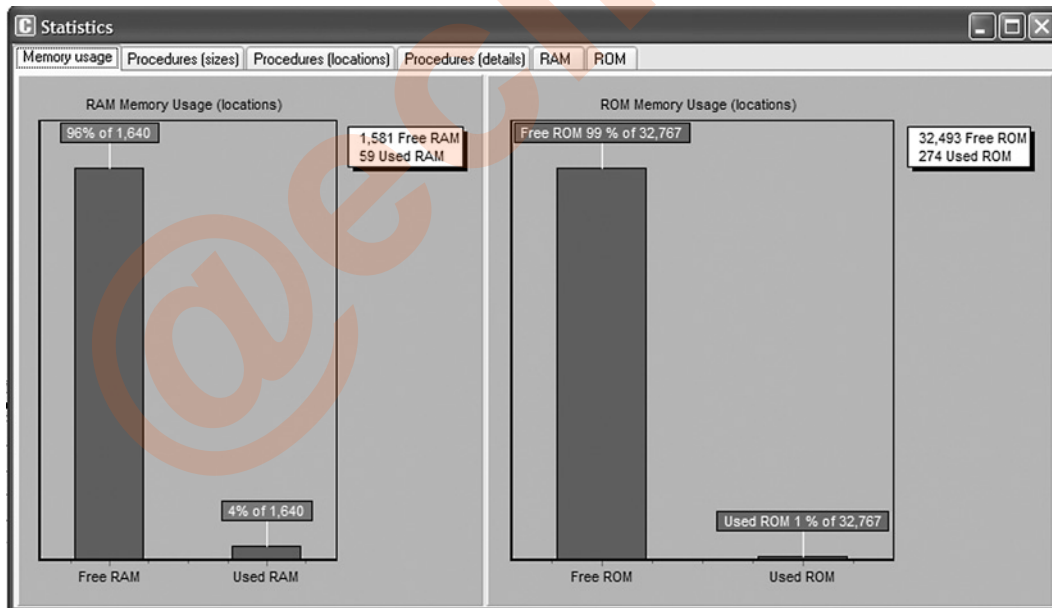 Statistics
Memory usage Procedures (sizes) Procedures (locations) Procedures (details) RAM ROM
RAM Memory Usage (locations)
96% of 1,640
1,581 Free RAM
59 Used RAM
4% of 1,640
Free RAM Used RAM
ROM Memory Usage (locations)
Free ROM 99 % of 32,767
32,493 Free ROM
274 Used ROM
Used ROM 1 % of 32,767
Free ROM Used ROM